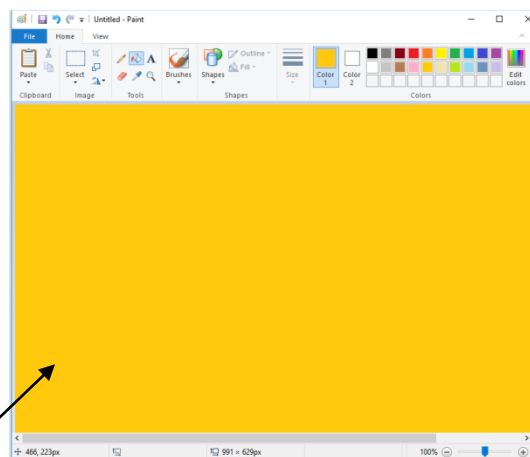 Untitled - Paint
File Home View
Paste Select Brushes Shapes Outline Fill Size Color 1 Color 2 Edit colors
Clipboard Image Tools Shapes Colors
466, 223px 991 × 629px 100%